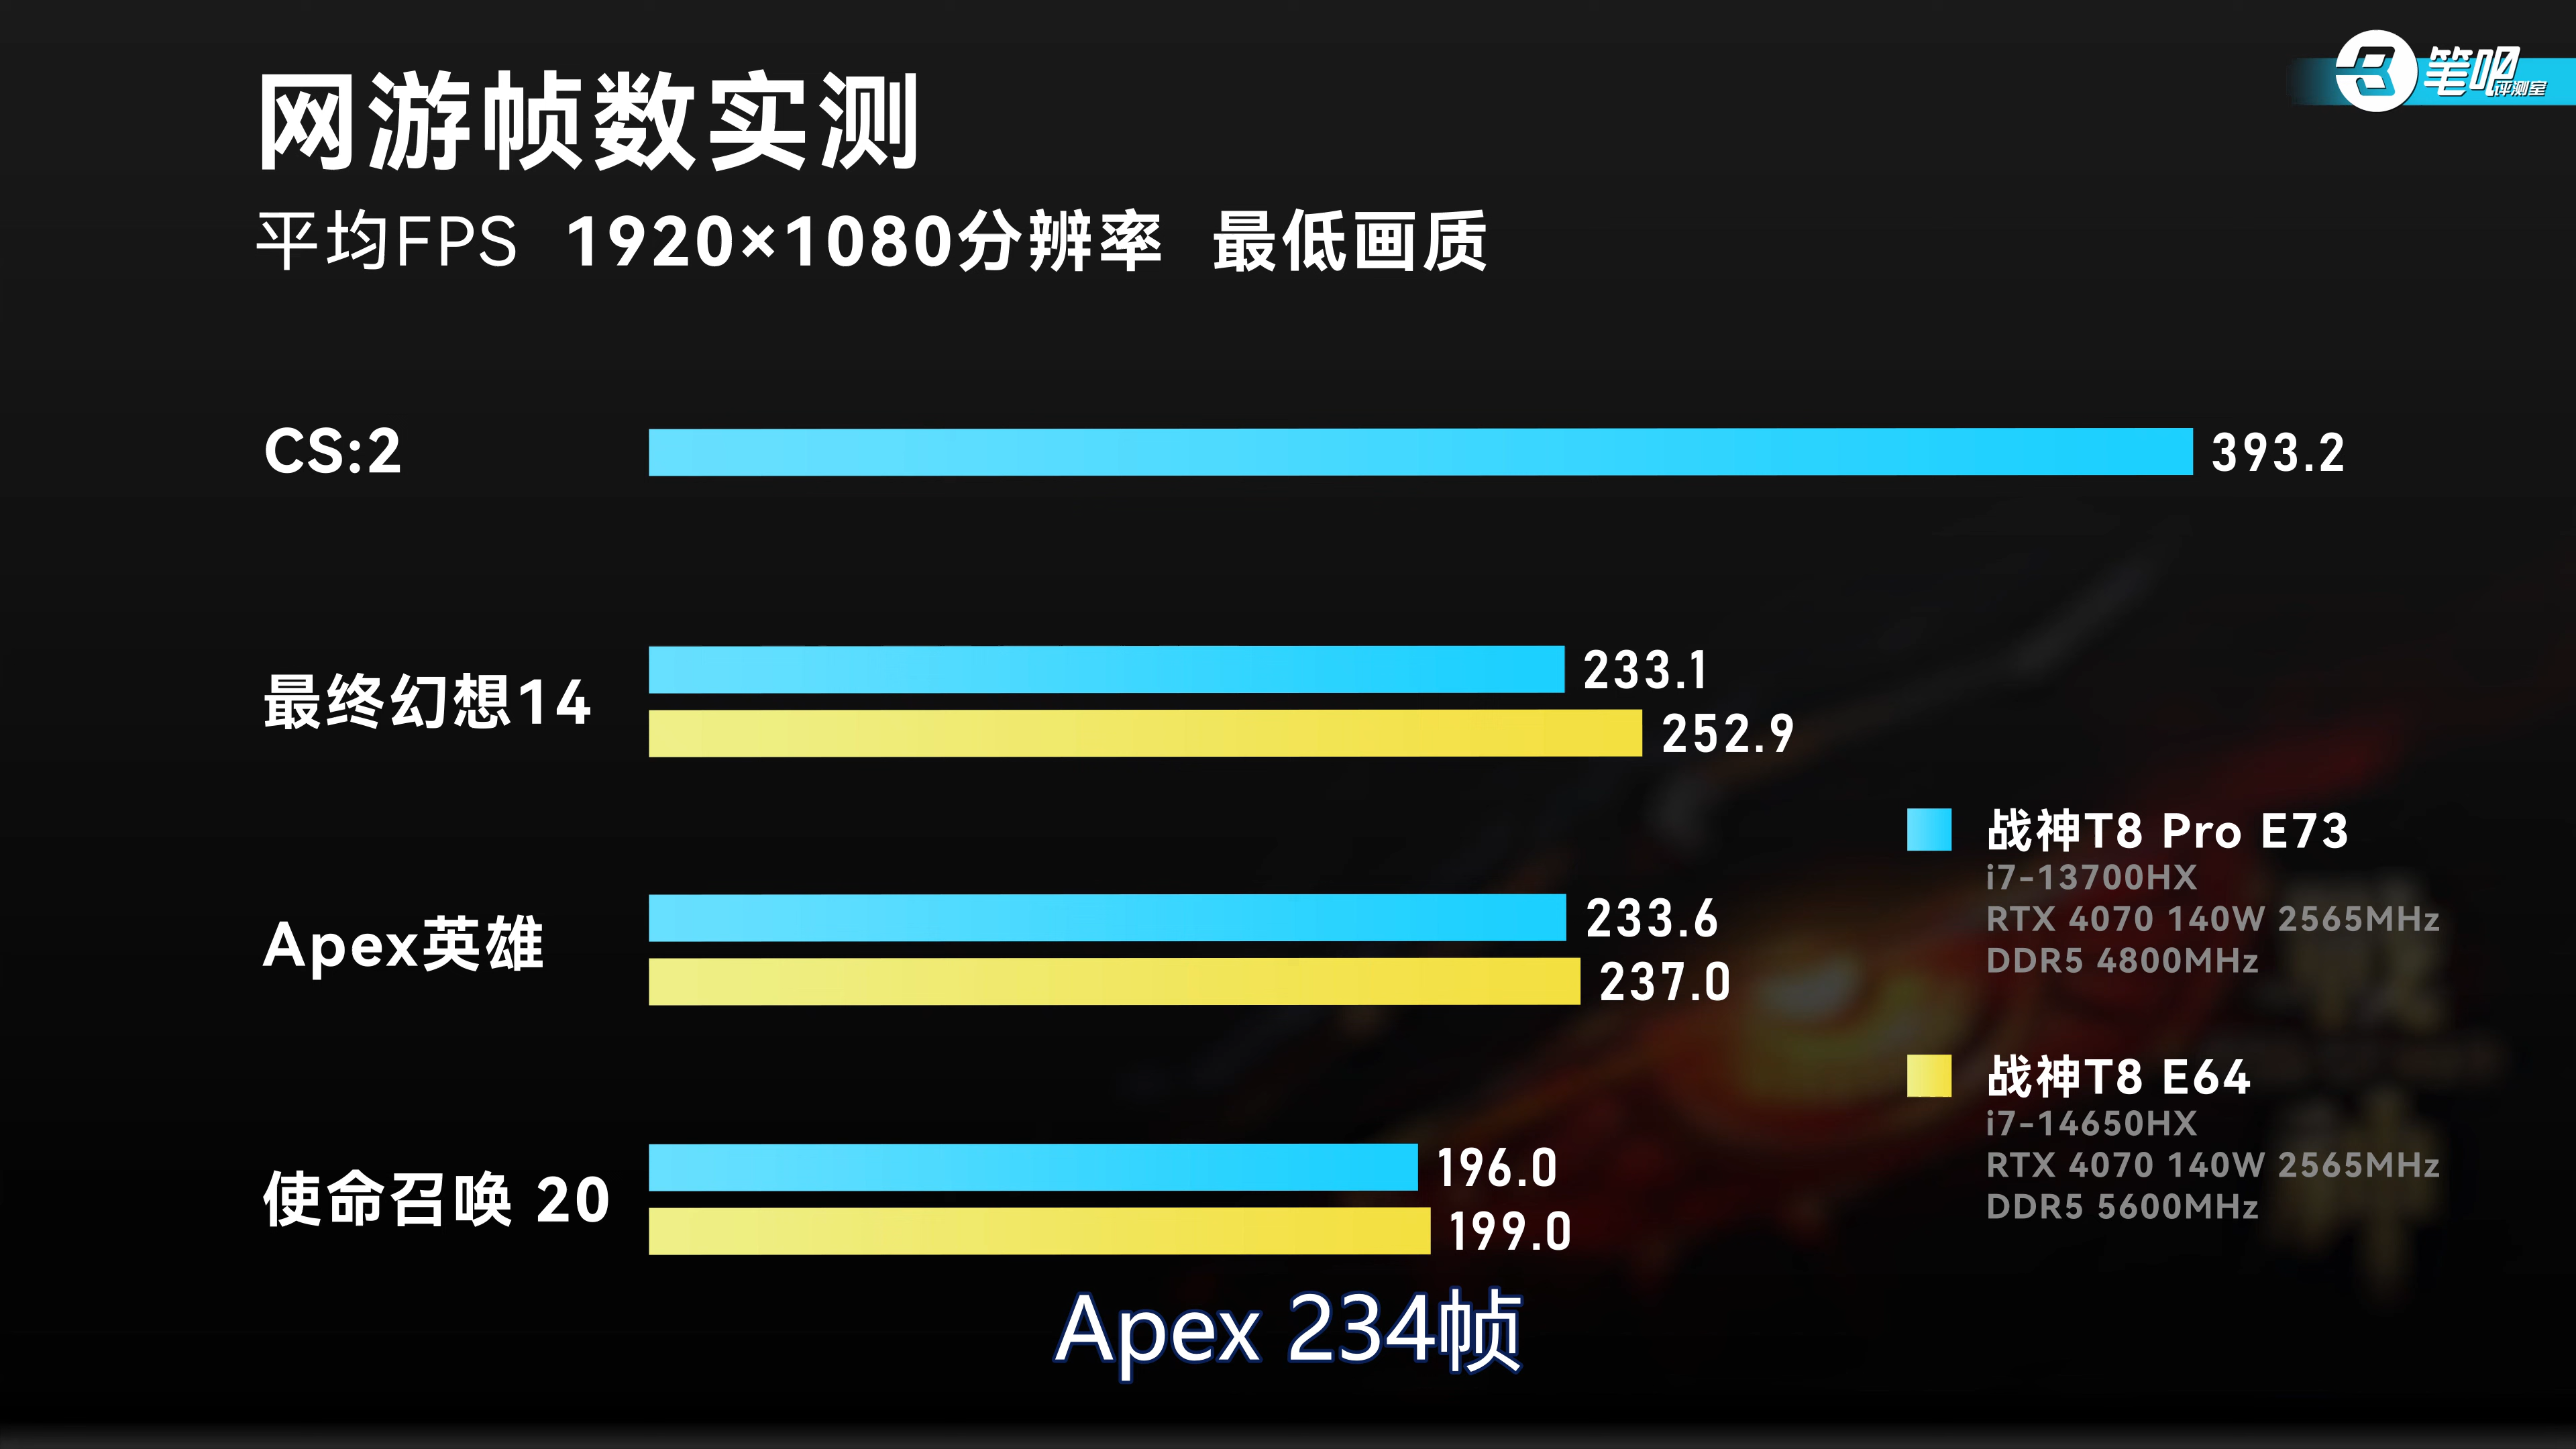 笔吧评测室
网游帧数实测
平均FPS 1920×1080分辨率 最低画质
CS:2
393.2
最终幻想14
233.1
252.9
Apex英雄
233.6
237.0
使命召唤 20
196.0
199.0
战神T8 Pro E73
i7-13700HX
RTX 4070 140W 2565MHz
DDR5 4800MHz
战神T8 E64
i7-14650HX
RTX 4070 140W 2565MHz
DDR5 5600MHz
Apex 234帧